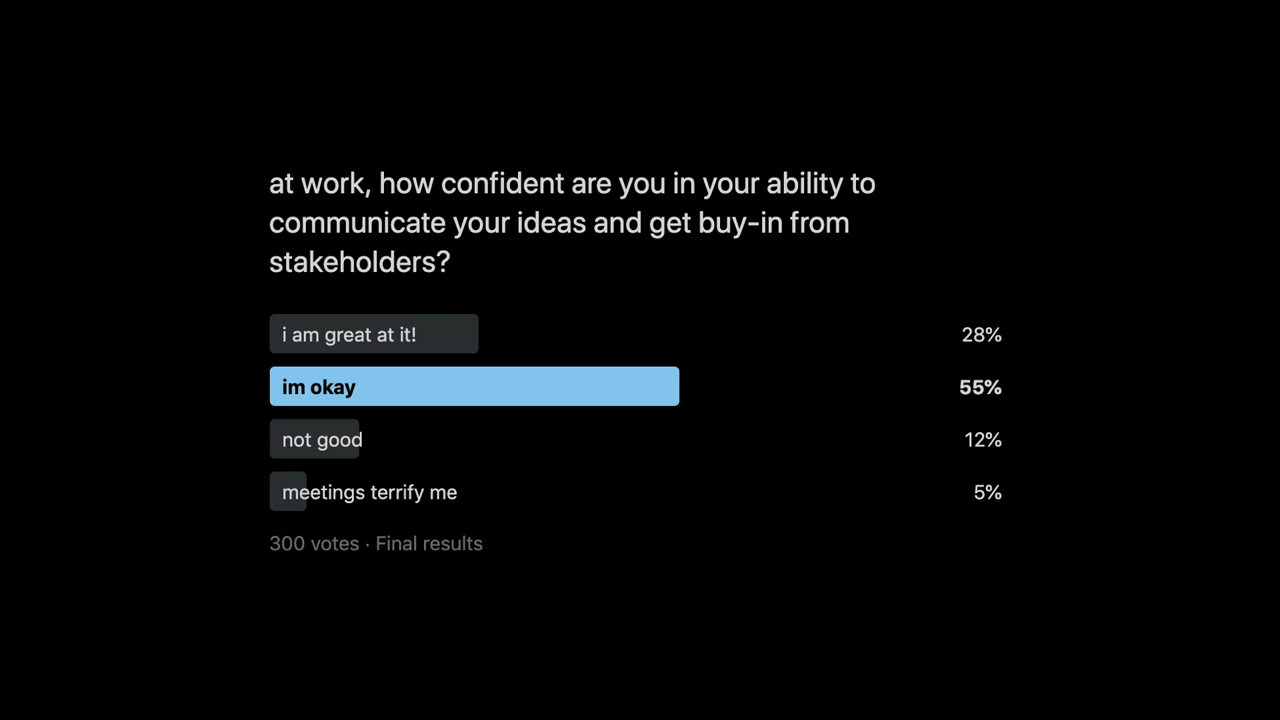 at work, how confident are you in your ability to
communicate your ideas and get buy-in from
stakeholders?
i am great at it! 28%
im okay 55%
not good 12%
meetings terrify me 5%
300 votes · Final results